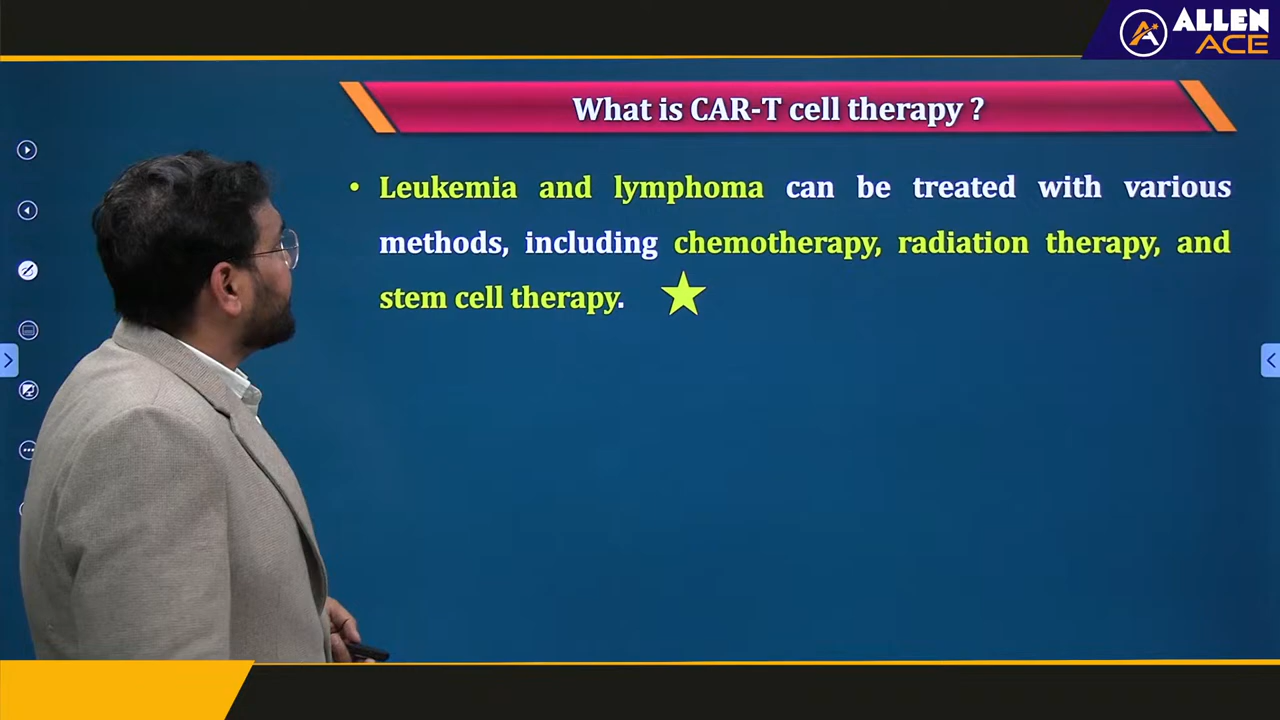 ALLEN
ACE
What is CAR-T cell therapy ?
• Leukemia and lymphoma can be treated with various
methods, including chemotherapy, radiation therapy, and
stem cell therapy.